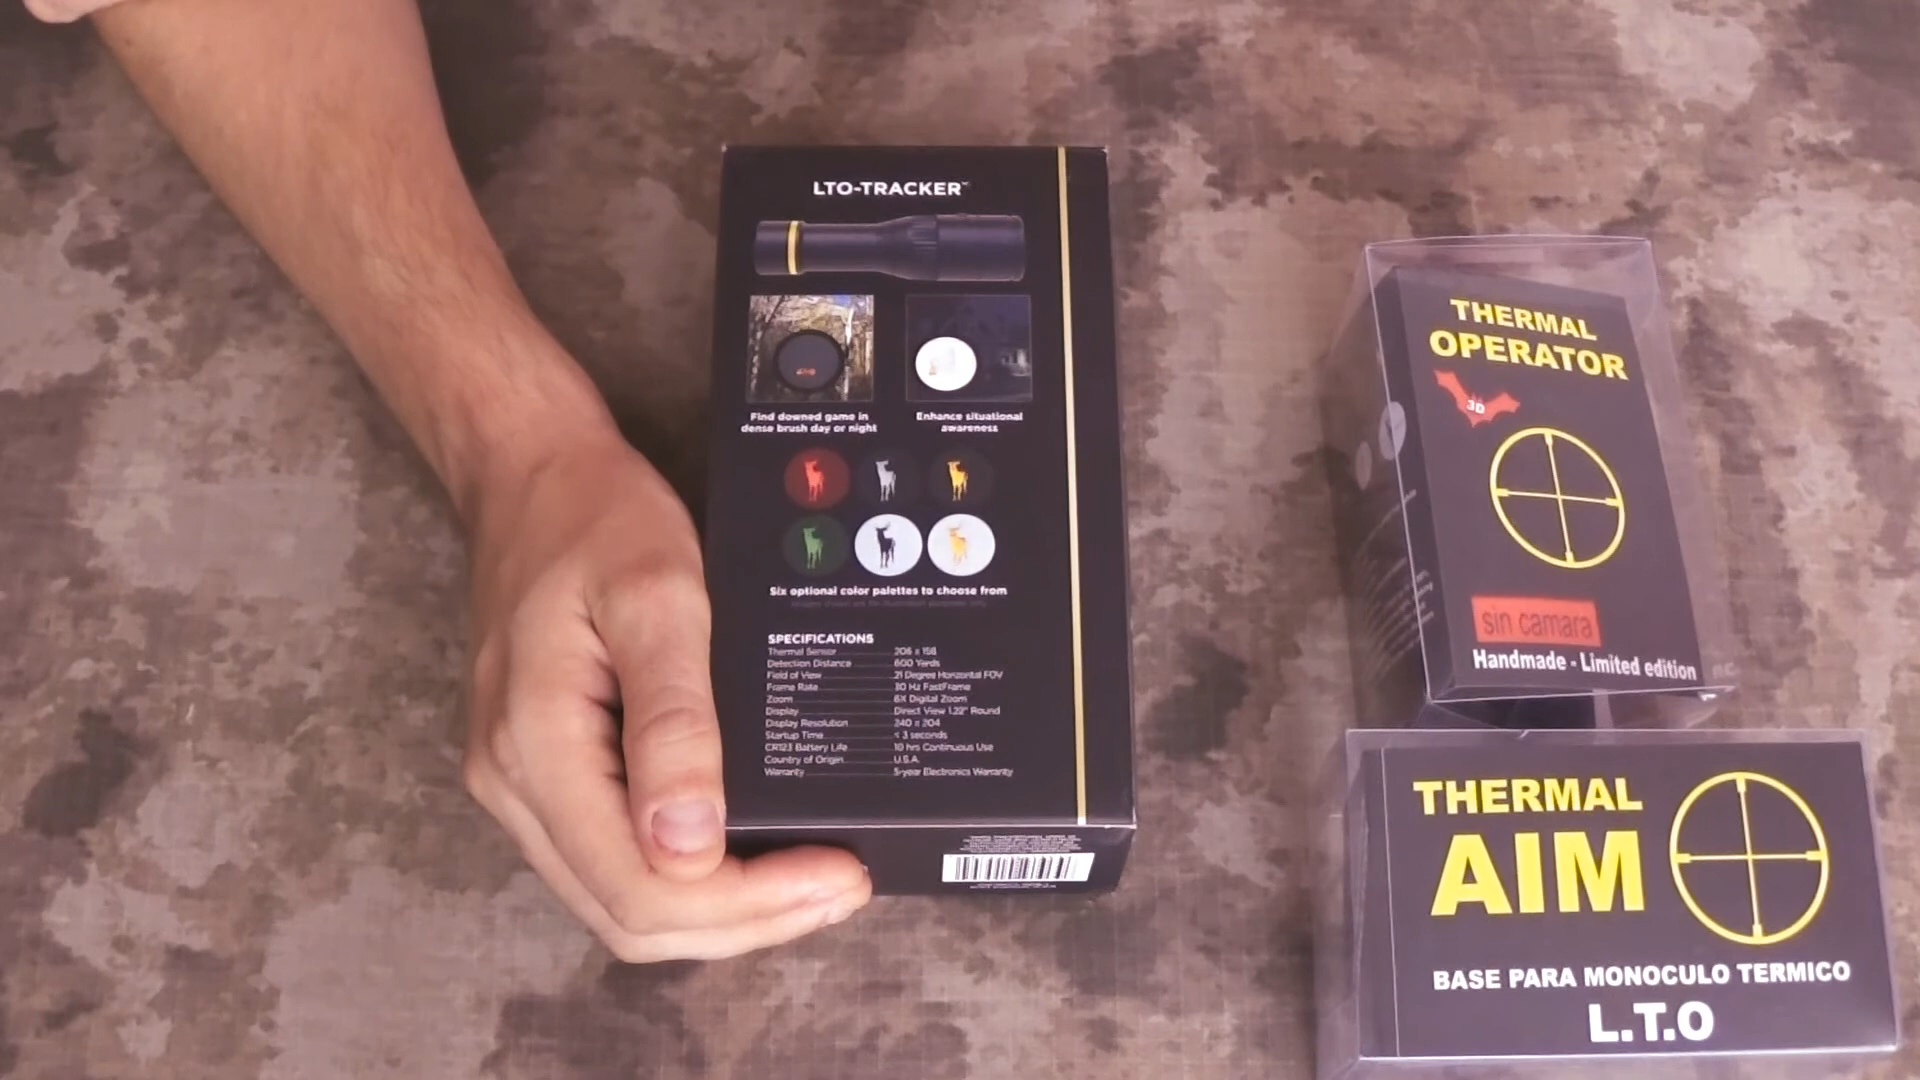 LTO-TRACKER™
Find downed game in
dense brush day or night
Enhance situational
awareness
Six optional color palettes to choose from
SPECIFICATIONS
Thermal Sensor 206 x 156
Detection Distance 600 Yards
Field of View 21 Degree Horizontal FOV
Frame Rate 30 Hz FastFrame
Zoom 6X Digital Zoom
Display Direct View 1.22" Round
Display Resolution 240 x 204
Startup Time < 3 seconds
CR123 Battery Life 10 hrs Continuous Use
Country of Origin U.S.A.
Warranty 5-year Electronics Warranty
THERMAL
OPERATOR
3D
sin camara
Handmade - Limited edition
THERMAL
AIM
BASE PARA MONOCULO TERMICO
L.T.O